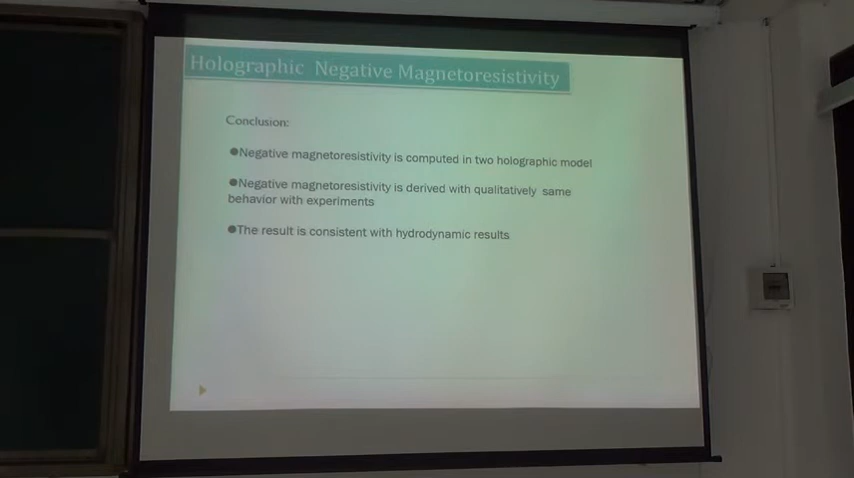 Holographic Negative Magnetoresistivity
Conclusion:
●Negative magnetoresistivity is computed in two holographic model
●Negative magnetoresistivity is derived with qualitatively same
behavior with experiments
●The result is consistent with hydrodynamic results